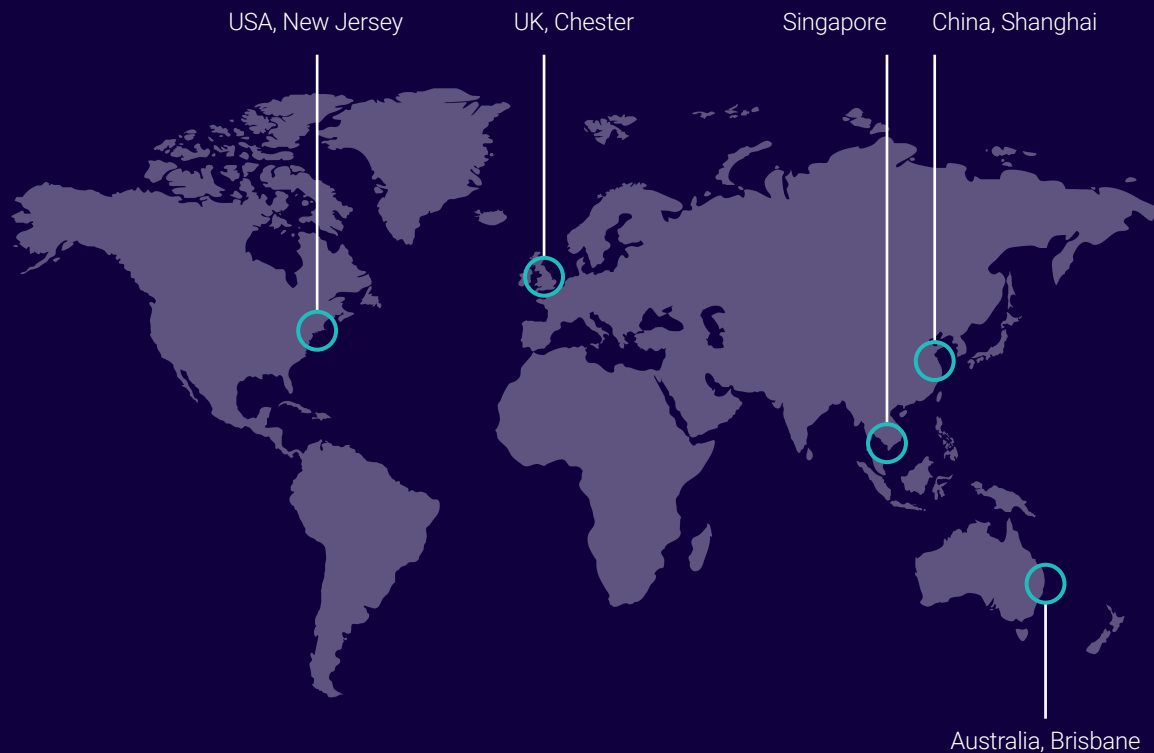 USA, New Jersey
UK, Chester
Singapore
China, Shanghai
Australia, Brisbane